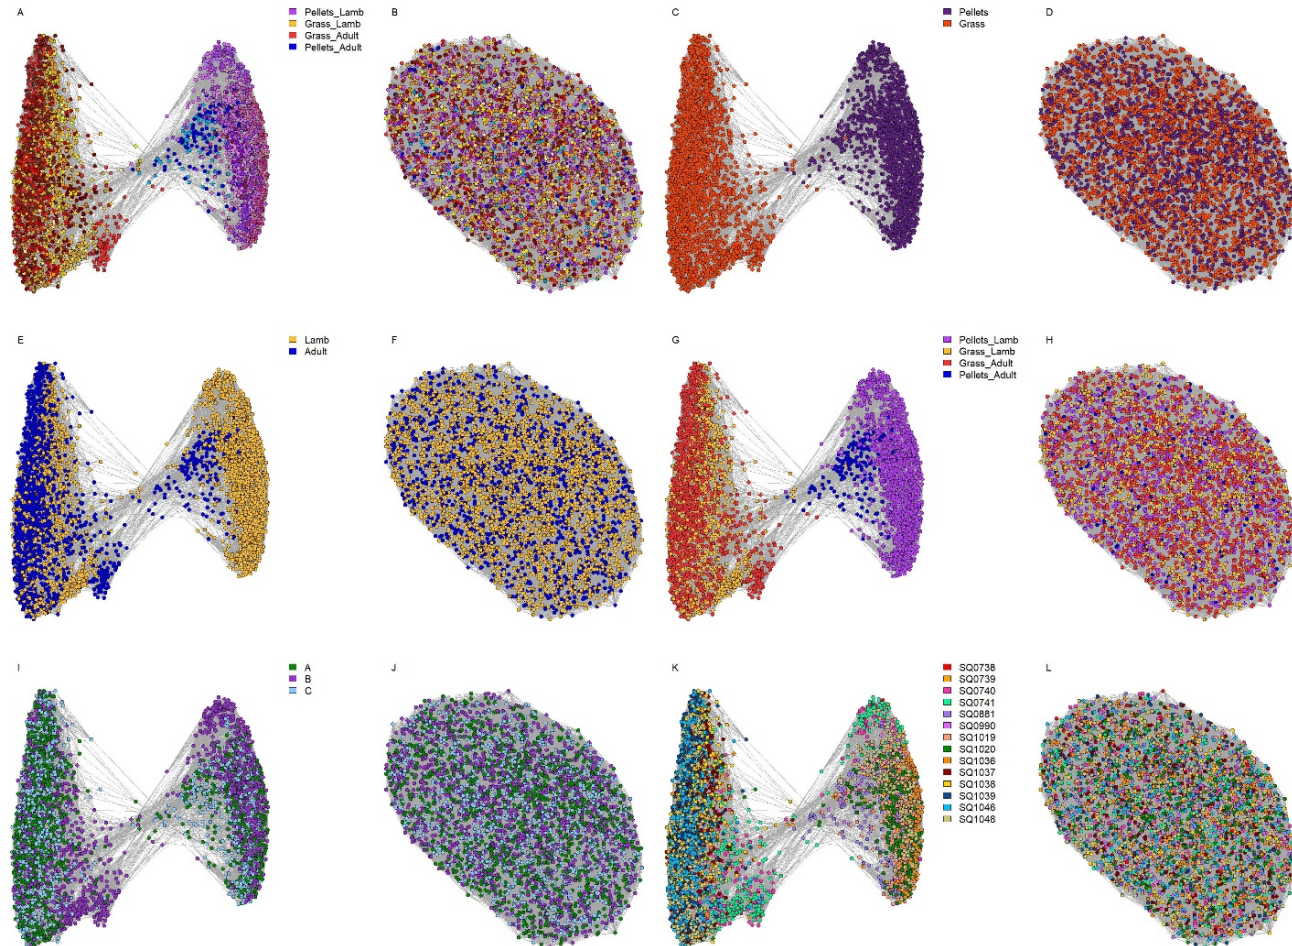 A
Pellets_Lamb
Grass_Lamb
Grass_Adult
Pellets_Adult
B
C
Pellets
Grass
D
E
Lamb
Adult
F
G
Pellets_Lamb
Grass_Lamb
Grass_Adult
Pellets_Adult
H
I
A
B
C
J
K
SQ0738
SQ0739
SQ0740
SQ0741
SQ0881
SQ0990
SQ1019
SQ1020
SQ1036
SQ1037
SQ1038
SQ1039
SQ1046
SQ1048
L